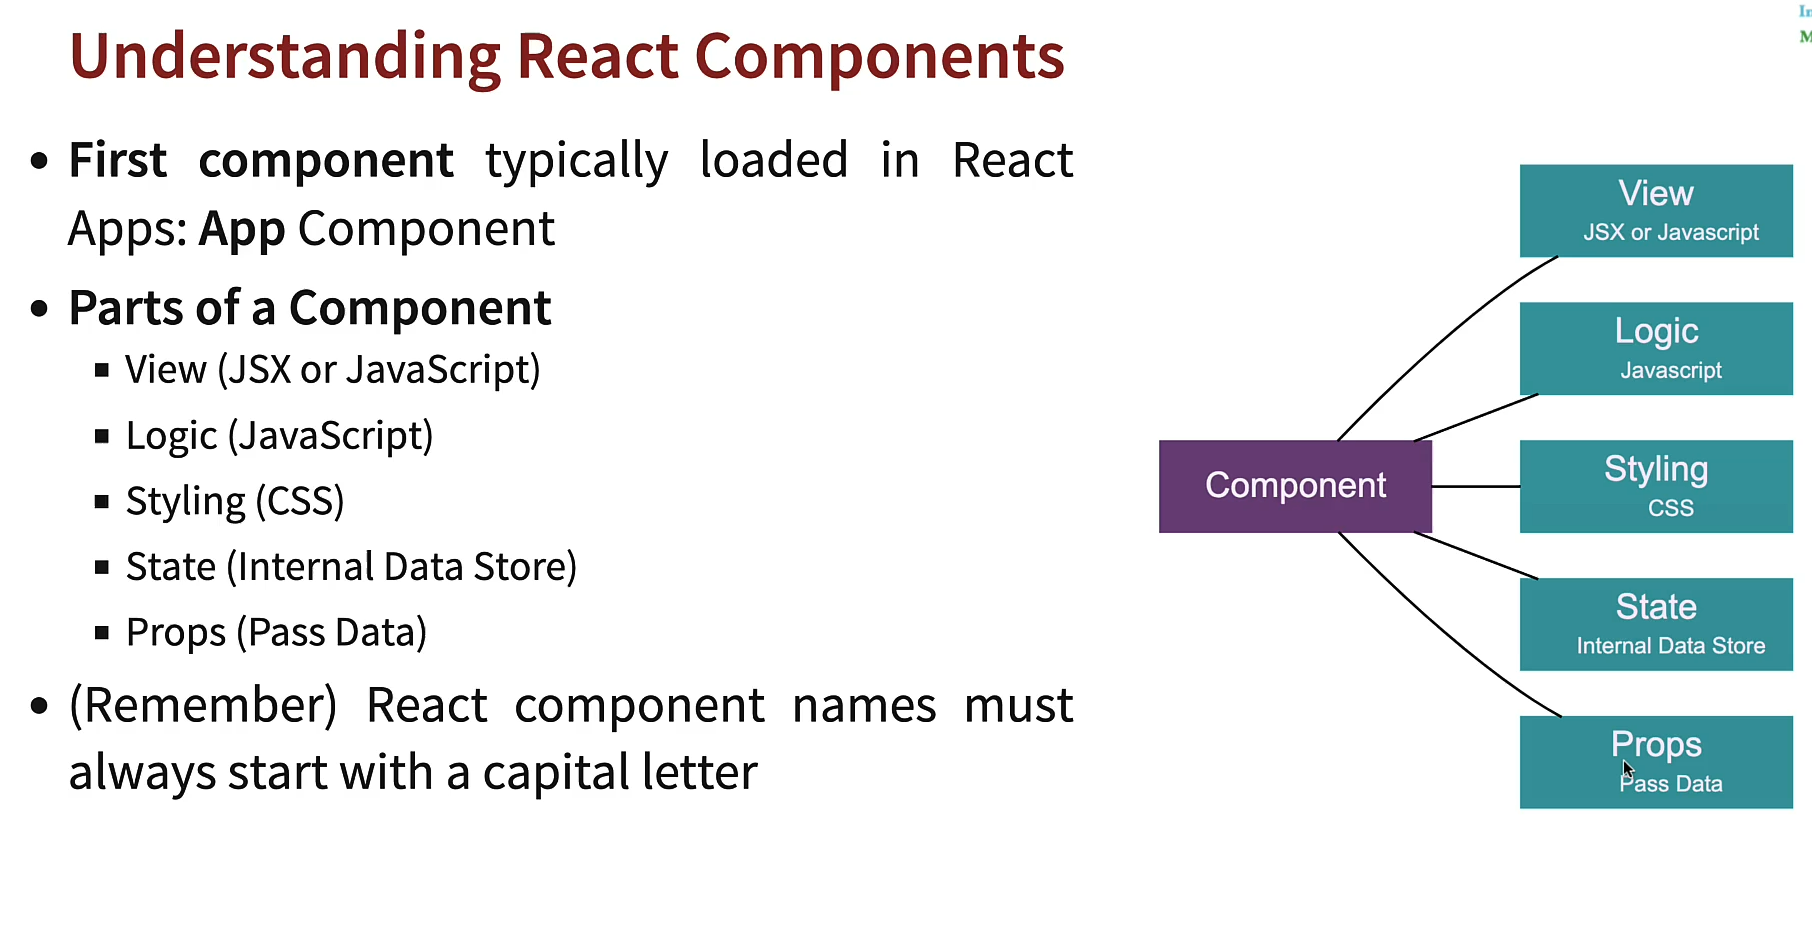 Understanding React Components
• First component typically loaded in React
Apps: App Component
• Parts of a Component
▪ View (JSX or JavaScript)
▪ Logic (JavaScript)
▪ Styling (CSS)
▪ State (Internal Data Store)
▪ Props (Pass Data)
• (Remember) React component names must
always start with a capital letter
Component
View
JSX or Javascript
Logic
Javascript
Styling
CSS
State
Internal Data Store
Props
Pass Data